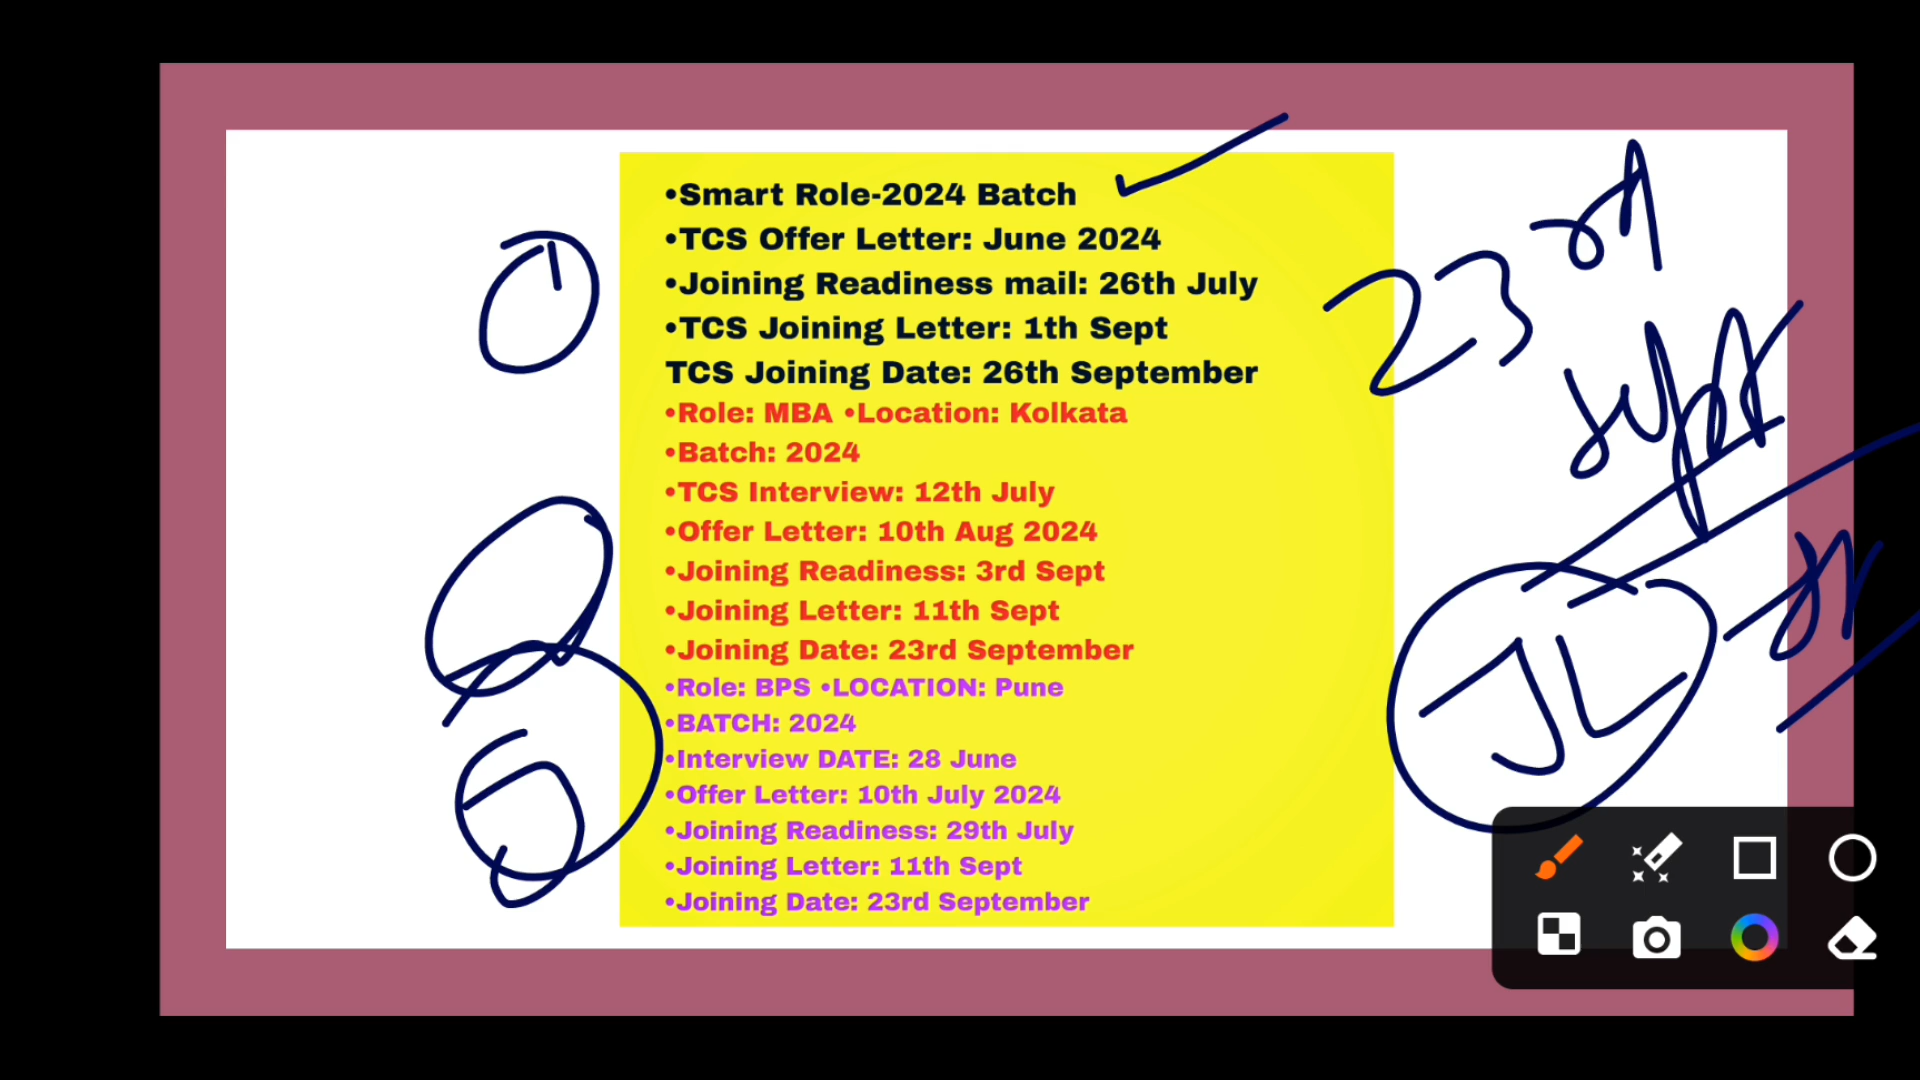 •Smart Role-2024 Batch
•TCS Offer Letter: June 2024
•Joining Readiness mail: 26th July
•TCS Joining Letter: 1th Sept
TCS Joining Date: 26th September
•Role: MBA •Location: Kolkata
•Batch: 2024
•TCS Interview: 12th July
•Offer Letter: 10th Aug 2024
•Joining Readiness: 3rd Sept
•Joining Letter: 11th Sept
•Joining Date: 23rd September
•Role: BPS •LOCATION: Pune
•BATCH: 2024
•Interview DATE: 28 June
•Offer Letter: 10th July 2024
•Joining Readiness: 29th July
•Joining Letter: 11th Sept
•Joining Date: 23rd September
23 rd
sept
JL